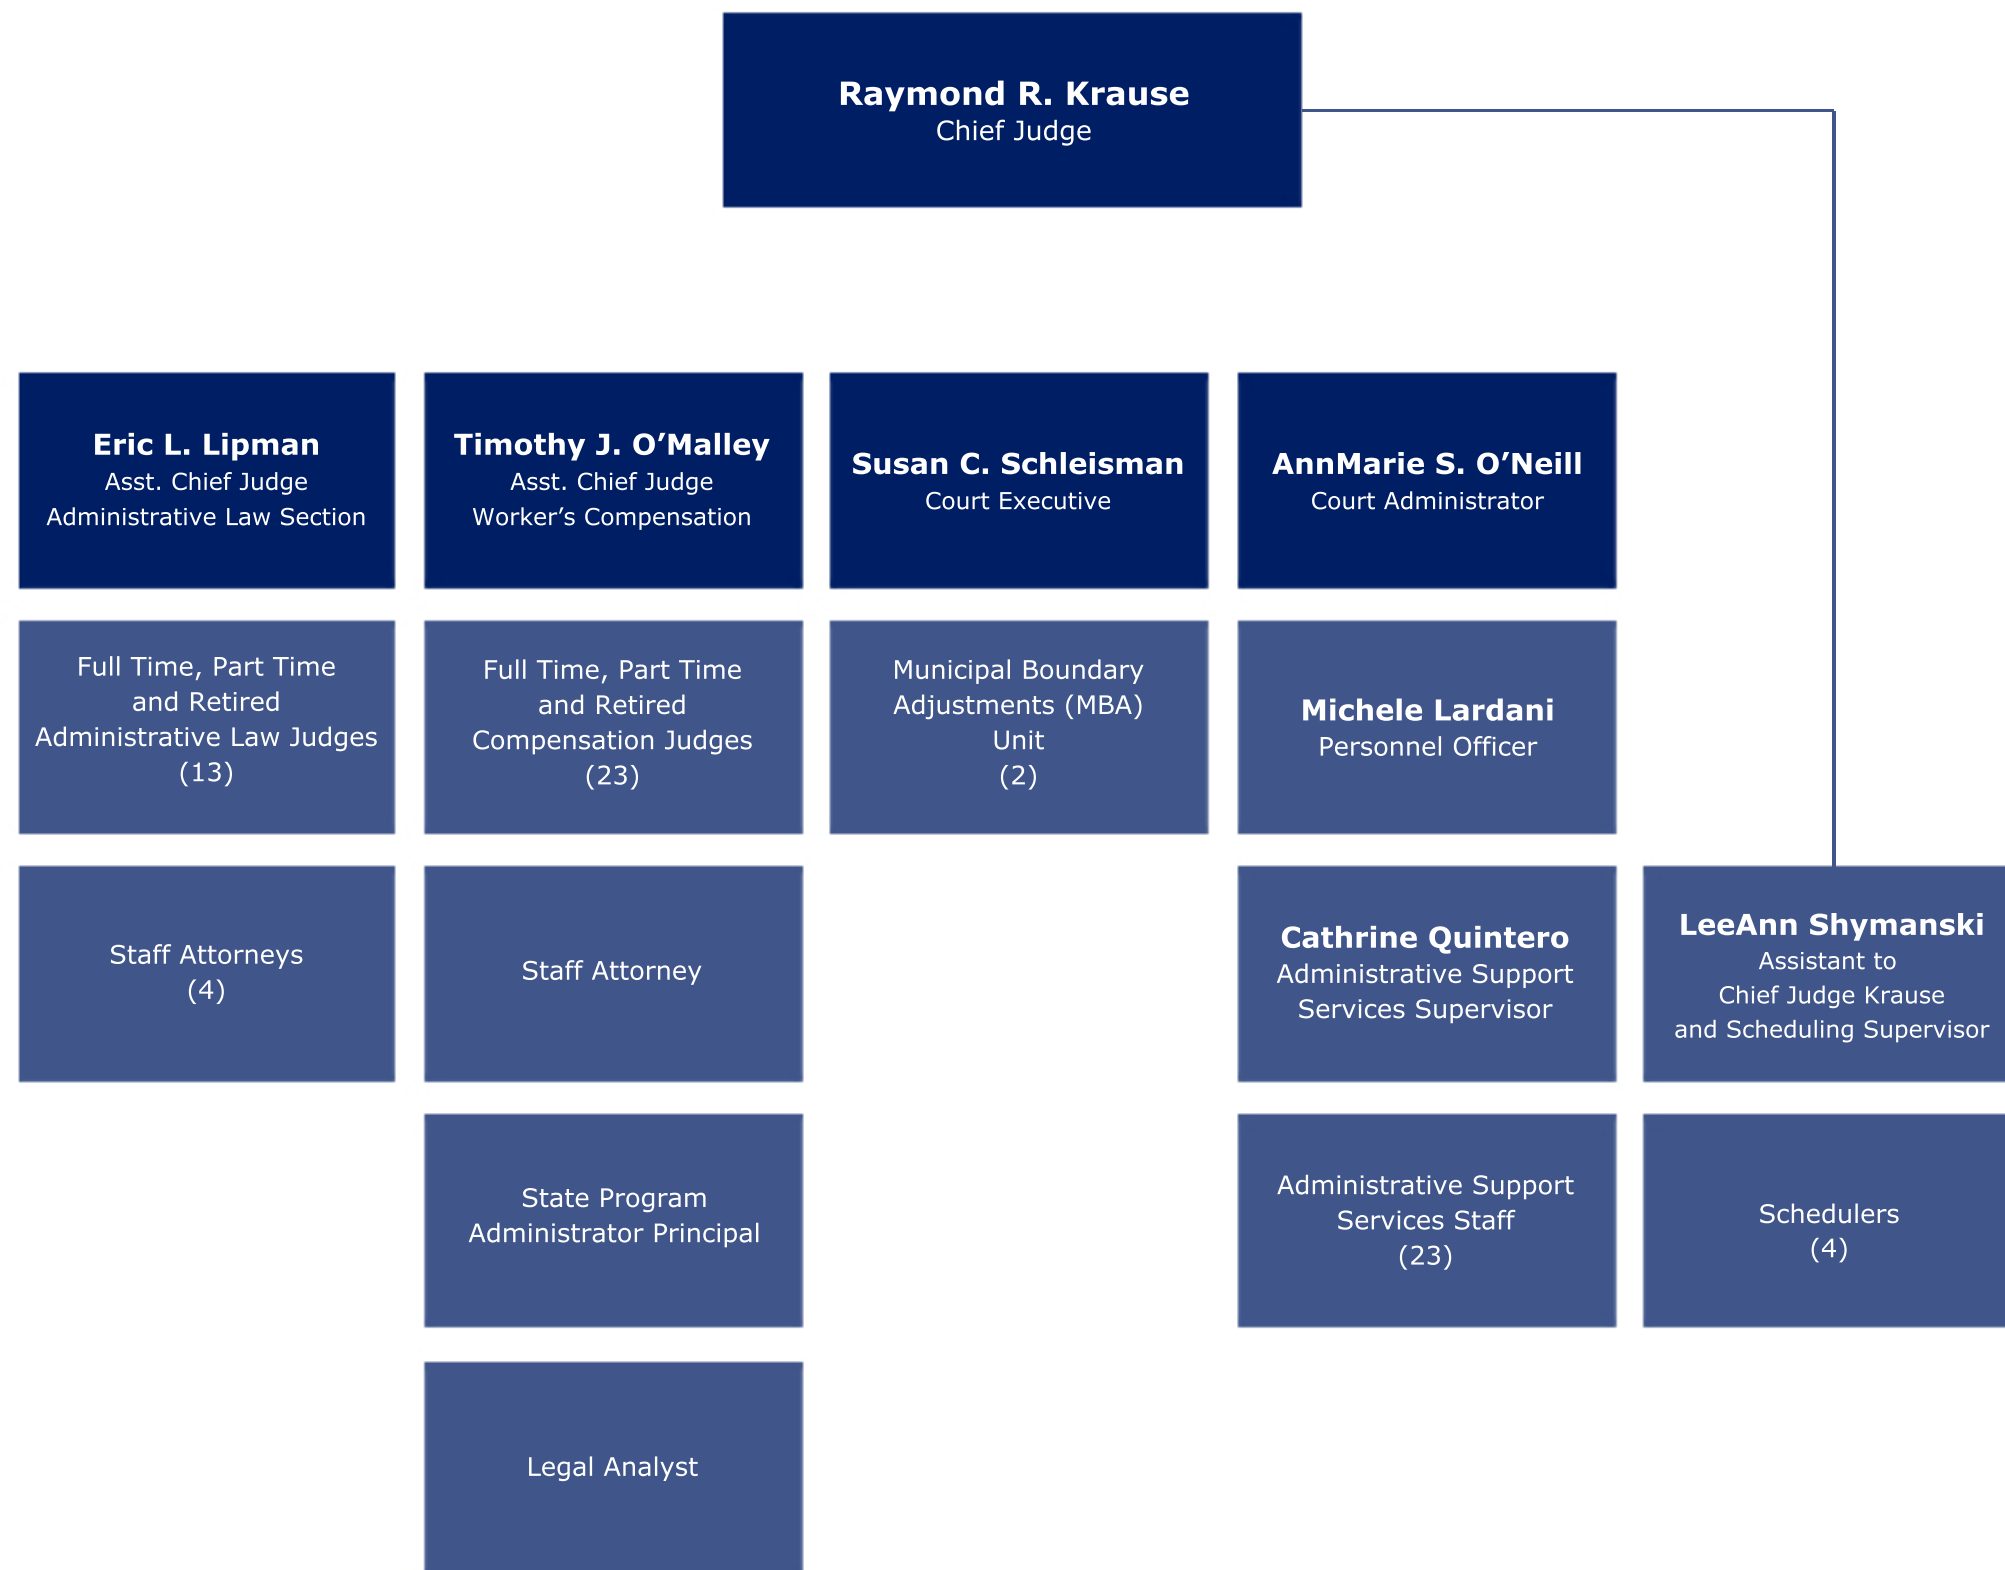 Raymond R. Krause
Chief Judge
Eric L. Lipman
Asst. Chief Judge
Administrative Law Section
Timothy J. O’Malley
Asst. Chief Judge
Worker’s Compensation
Susan C. Schleisman
Court Executive
AnnMarie S. O’Neill
Court Administrator
Full Time, Part Time
and Retired
Administrative Law Judges
(13)
Full Time, Part Time
and Retired
Compensation Judges
(23)
Municipal Boundary
Adjustments (MBA)
Unit
(2)
Michele Lardani
Personnel Officer
Staff Attorneys
(4)
Staff Attorney
Cathrine Quintero
Administrative Support
Services Supervisor
LeeAnn Shymanski
Assistant to
Chief Judge Krause
and Scheduling Supervisor
State Program
Administrator Principal
Administrative Support
Services Staff
(23)
Schedulers
(4)
Legal Analyst